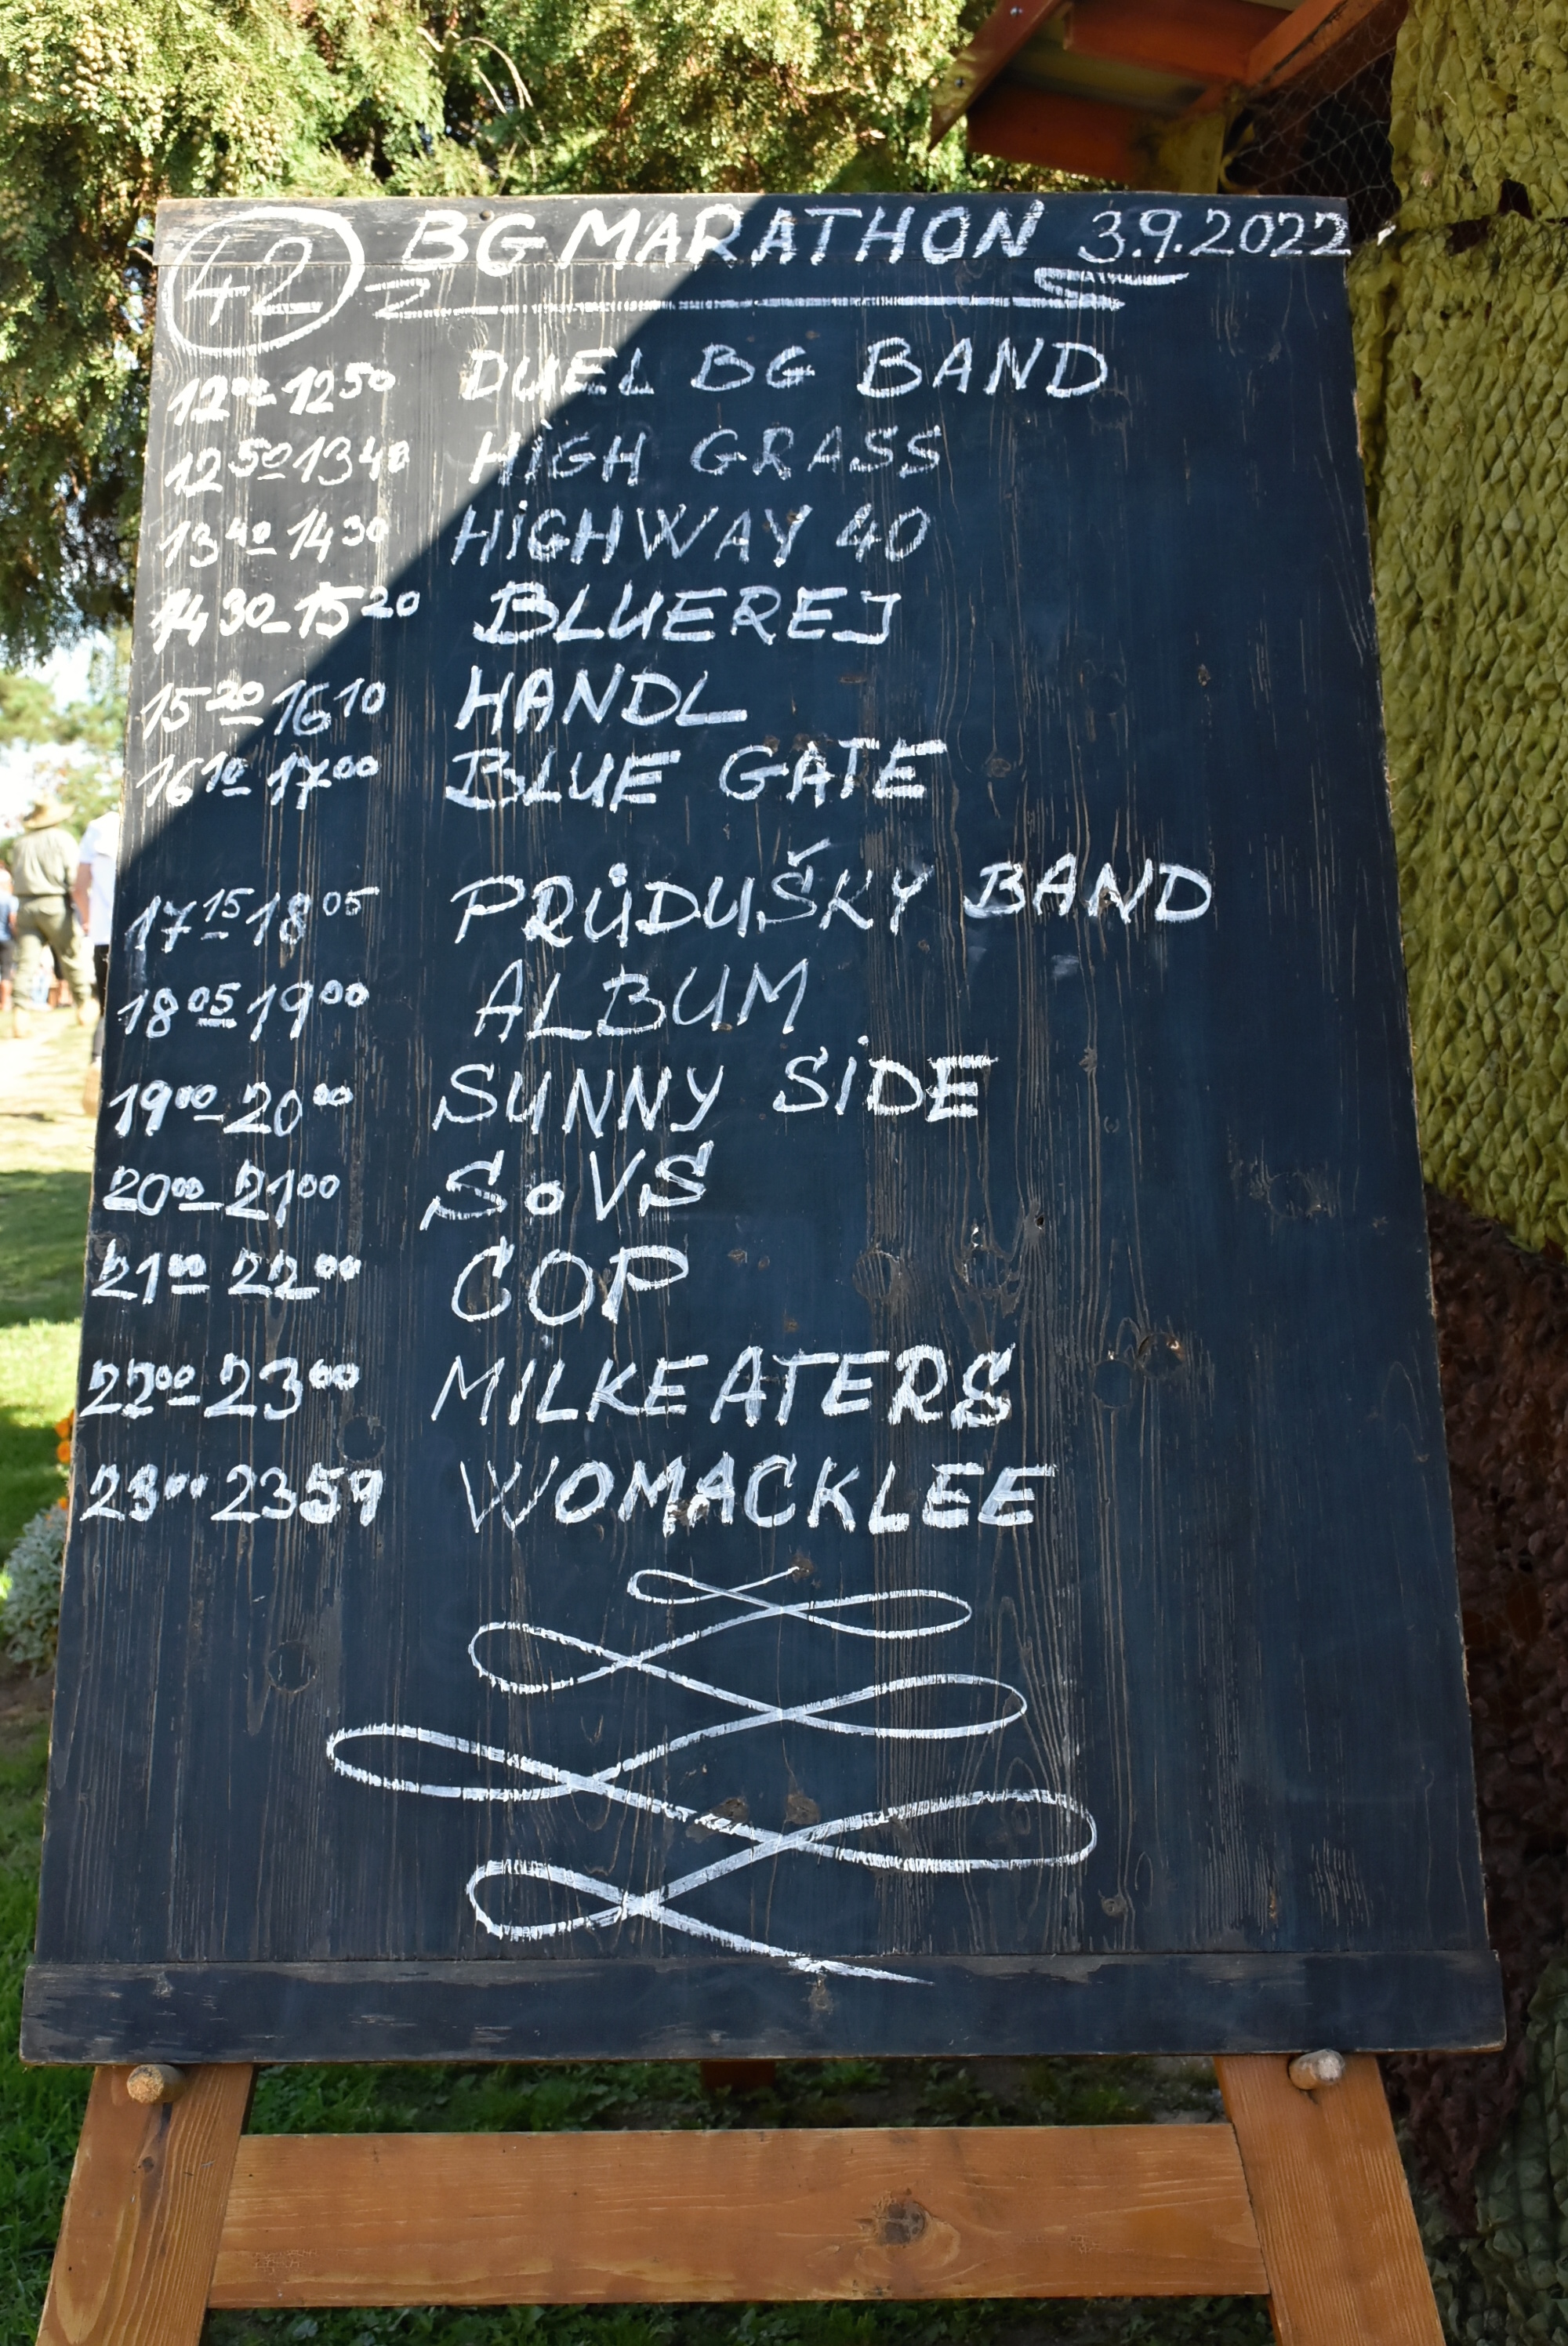 42 BG MARATHON 3.9.2022
12⁰⁰-12⁵⁰ DUEL BG BAND
12⁵⁰ 13⁴⁰ HIGH GRASS
13⁴⁰-14³⁰ HIGHWAY 40
14³⁰-15²⁰ BLUEREJ
15²⁰-16¹⁰ HANDL
16¹⁰ 17⁰⁰ BLUE GATE
17¹⁵-18⁰⁵ PRŮDUŠKY BAND
18⁰⁵ 19⁰⁰ ALBUM
19⁰⁰-20⁰⁰ SUNNY SIDE
20⁰⁰-21⁰⁰ SoVS
21⁰⁰-22⁰⁰ COP
22⁰⁰-23⁰⁰ MILKEATERS
23⁰⁰ 2359 WOMACKLEE